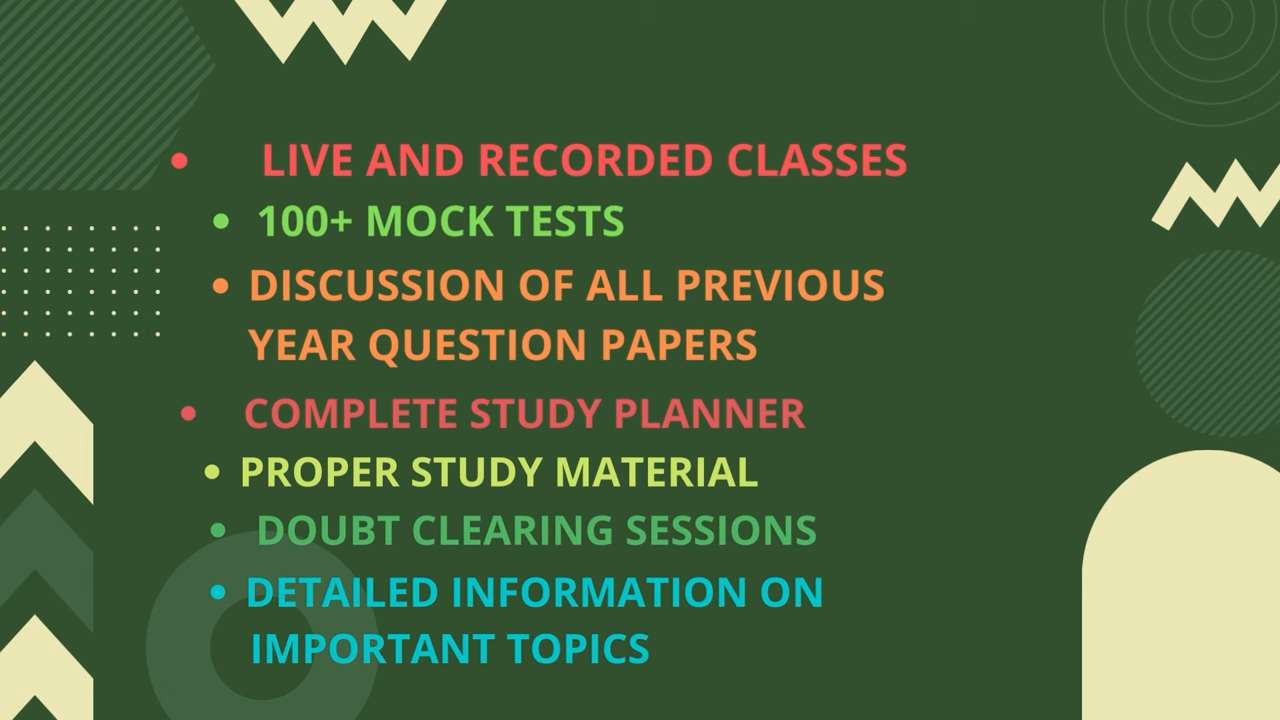 • LIVE AND RECORDED CLASSES
• 100+ MOCK TESTS
• DISCUSSION OF ALL PREVIOUS
YEAR QUESTION PAPERS
• COMPLETE STUDY PLANNER
• PROPER STUDY MATERIAL
• DOUBT CLEARING SESSIONS
• DETAILED INFORMATION ON
IMPORTANT TOPICS